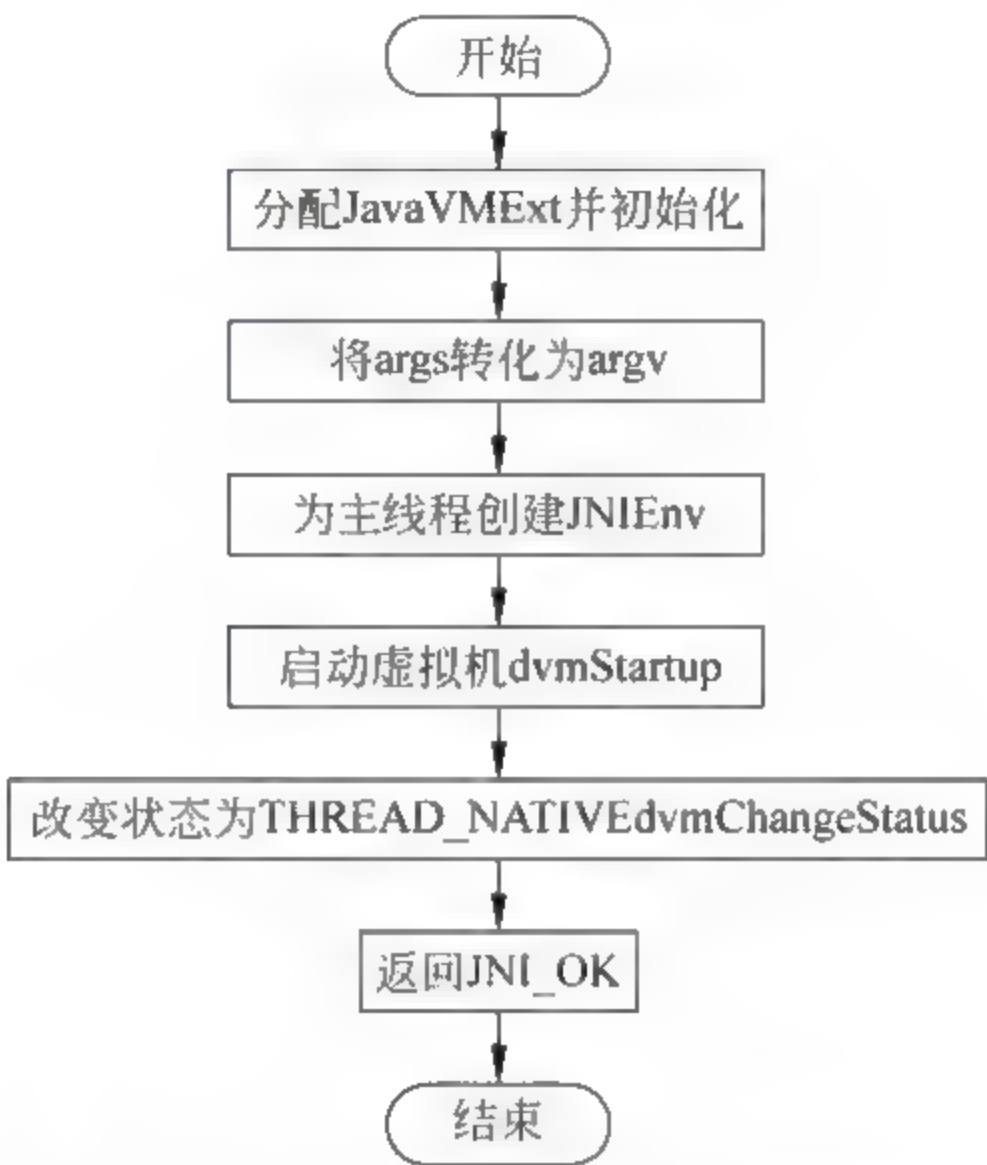 开始
分配JavaVMExt并初始化
将args转化为argv
为主线程创建JNIEnv
启动虚拟机dvmStartup
改变状态为THREAD_NATIVEdvmChangeStatus
返回JNI_OK
结束